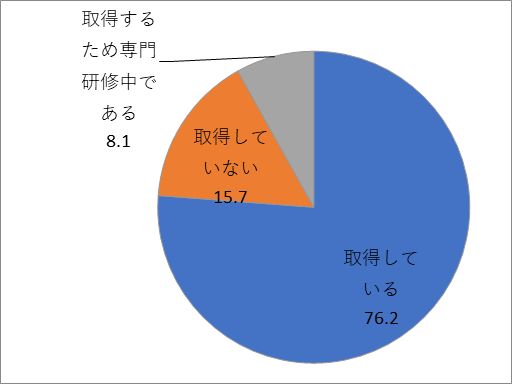 取得する
ため専門
研修中で
ある
8.1
取得して
いない
15.7
取得して
いる
76.2